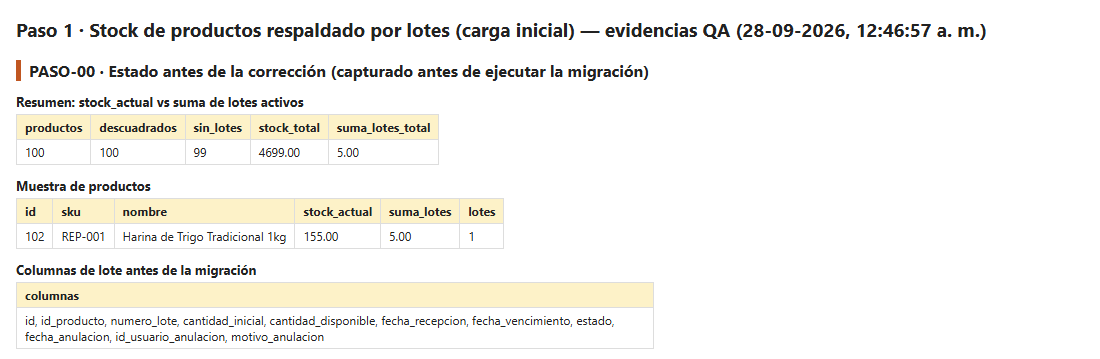 Paso 1 · Stock de productos respaldado por lotes (carga inicial) — evidencias QA (28-09-2026, 12:46:57 a. m.)
PASO-00 · Estado antes de la corrección (capturado antes de ejecutar la migración)
Resumen: stock_actual vs suma de lotes activos
productos descuadrados sin_lotes stock_total suma_lotes_total
100 100 99 4699.00 5.00
Muestra de productos
id sku nombre stock_actual suma_lotes lotes
102 REP-001 Harina de Trigo Tradicional 1kg 155.00 5.00 1
Columnas de lote antes de la migración
columnas
id, id_producto, numero_lote, cantidad_inicial, cantidad_disponible, fecha_recepcion, fecha_vencimiento, estado,
fecha_anulacion, id_usuario_anulacion, motivo_anulacion